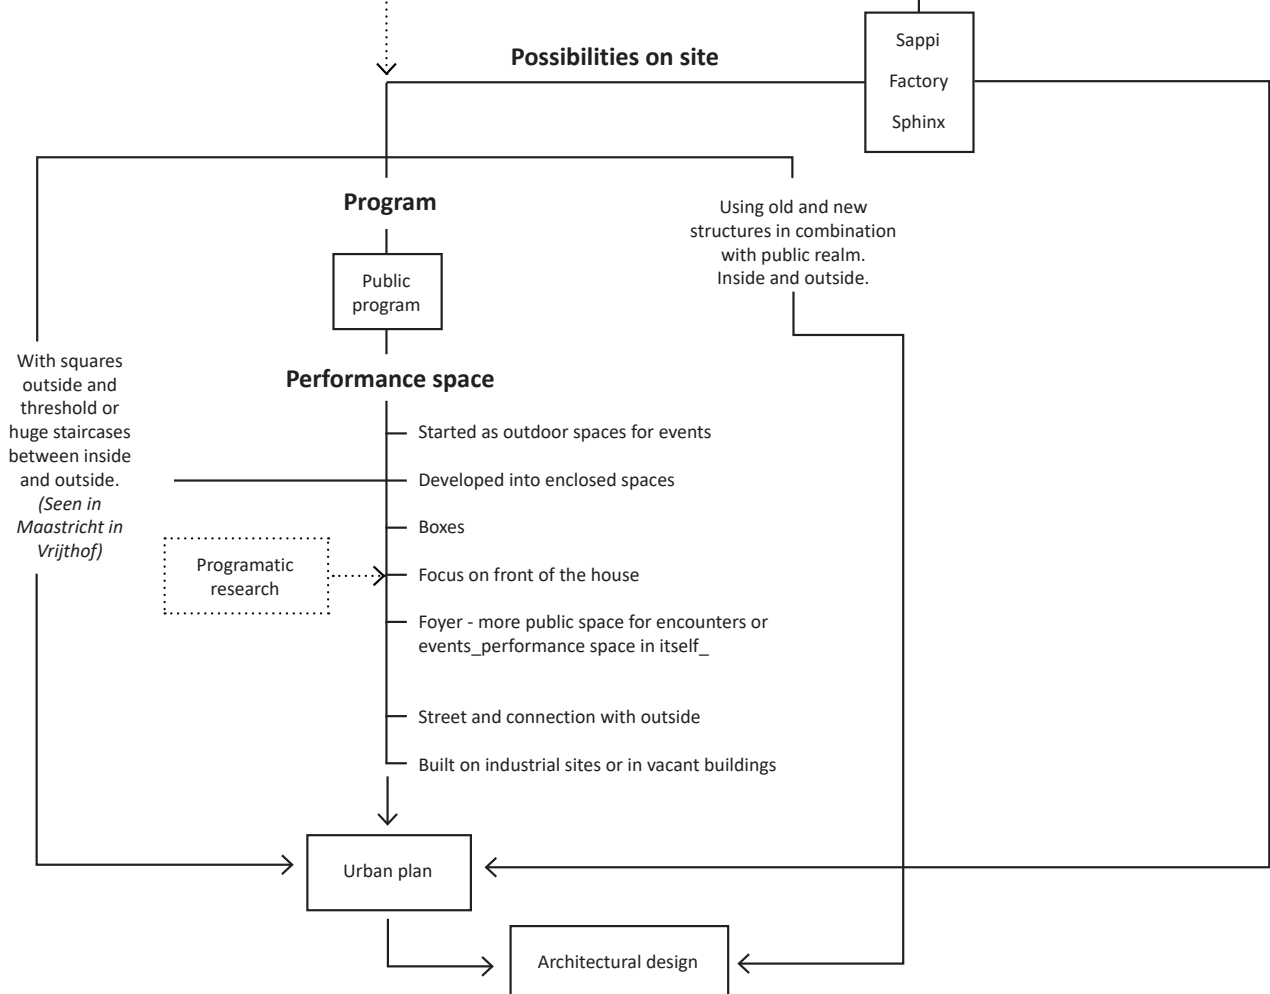 Possibilities on site
Sappi
Factory
Sphinx
Program
Public
program
Using old and new
structures in combination
with public realm.
Inside and outside.
With squares
outside and
threshold or
huge staircases
between inside
and outside.
(Seen in
Maastricht in
Vrijthof)
Performance space
Started as outdoor spaces for events
Developed into enclosed spaces
Boxes
Programatic
research
Focus on front of the house
Foyer - more public space for encounters or
events_performance space in itself_
Street and connection with outside
Built on industrial sites or in vacant buildings
Urban plan
Architectural design